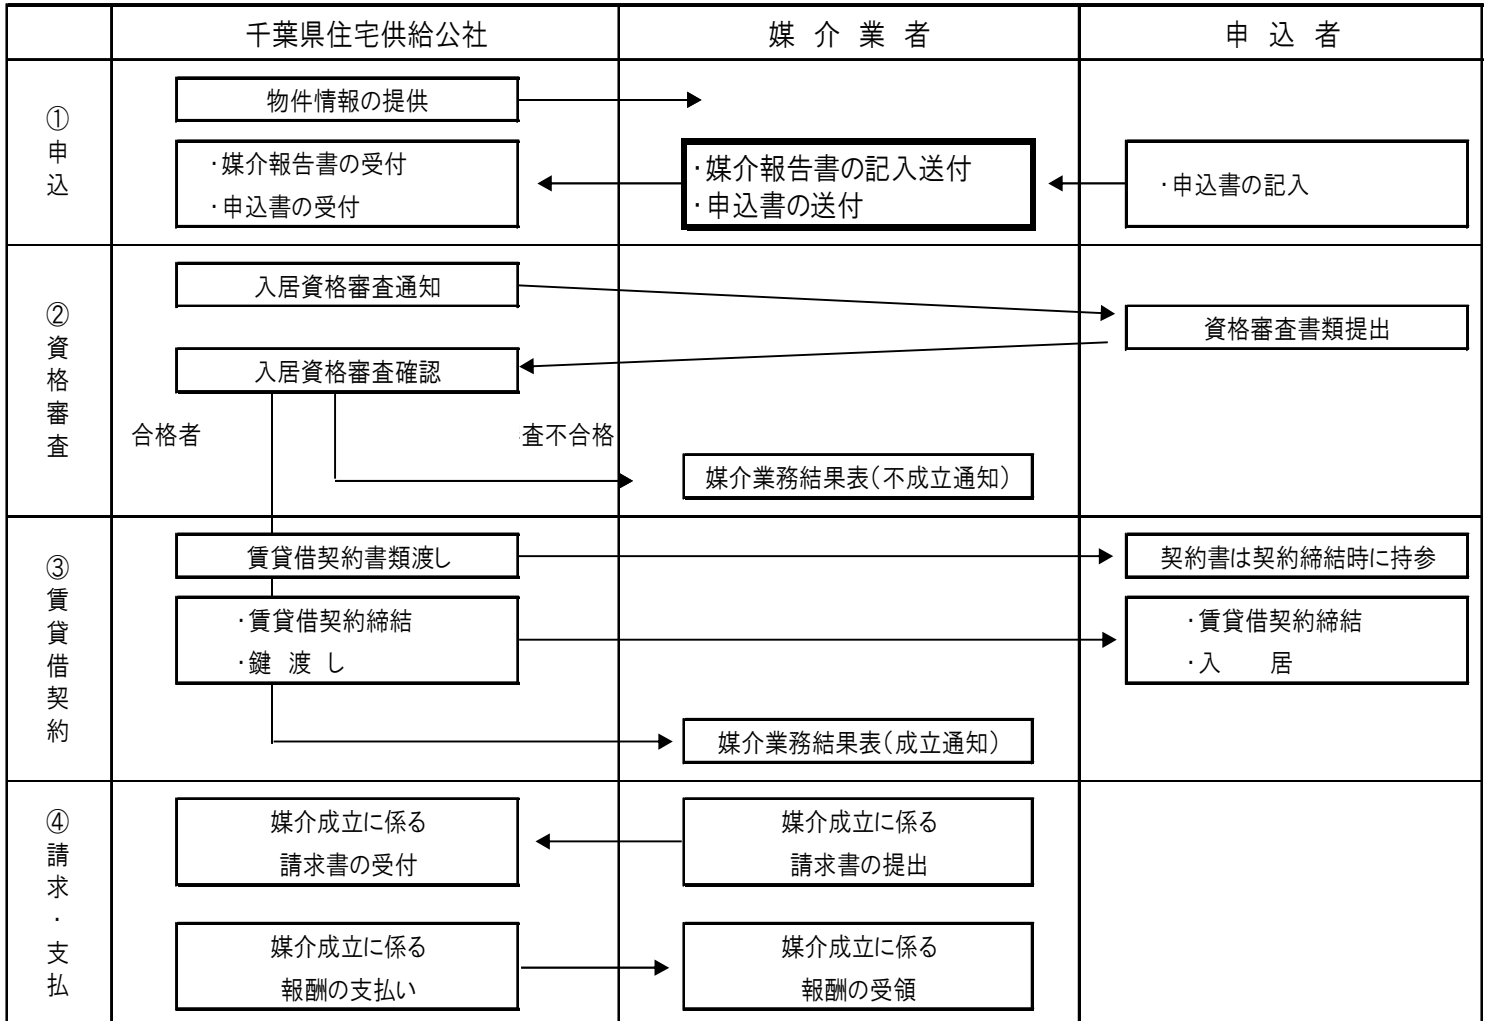 千葉県住宅供給公社
媒 介 業 者
申 込 者
①申込
物件情報の提供
・媒介報告書の受付
・申込書の受付
・媒介報告書の記入送付
・申込書の送付
・申込書の記入
②資格審査
入居資格審査通知
資格審査書類提出
入居資格審査確認
合格者
査不合格
媒介業務結果表(不成立通知)
③賃貸借契約
賃貸借契約書類渡し
契約書は契約締結時に持参
・賃貸借契約締結
・鍵 渡 し
・賃貸借契約締結
・入 居
媒介業務結果表(成立通知)
④請求・支払
媒介成立に係る
請求書の受付
媒介成立に係る
請求書の提出
媒介成立に係る
報酬の支払い
媒介成立に係る
報酬の受領